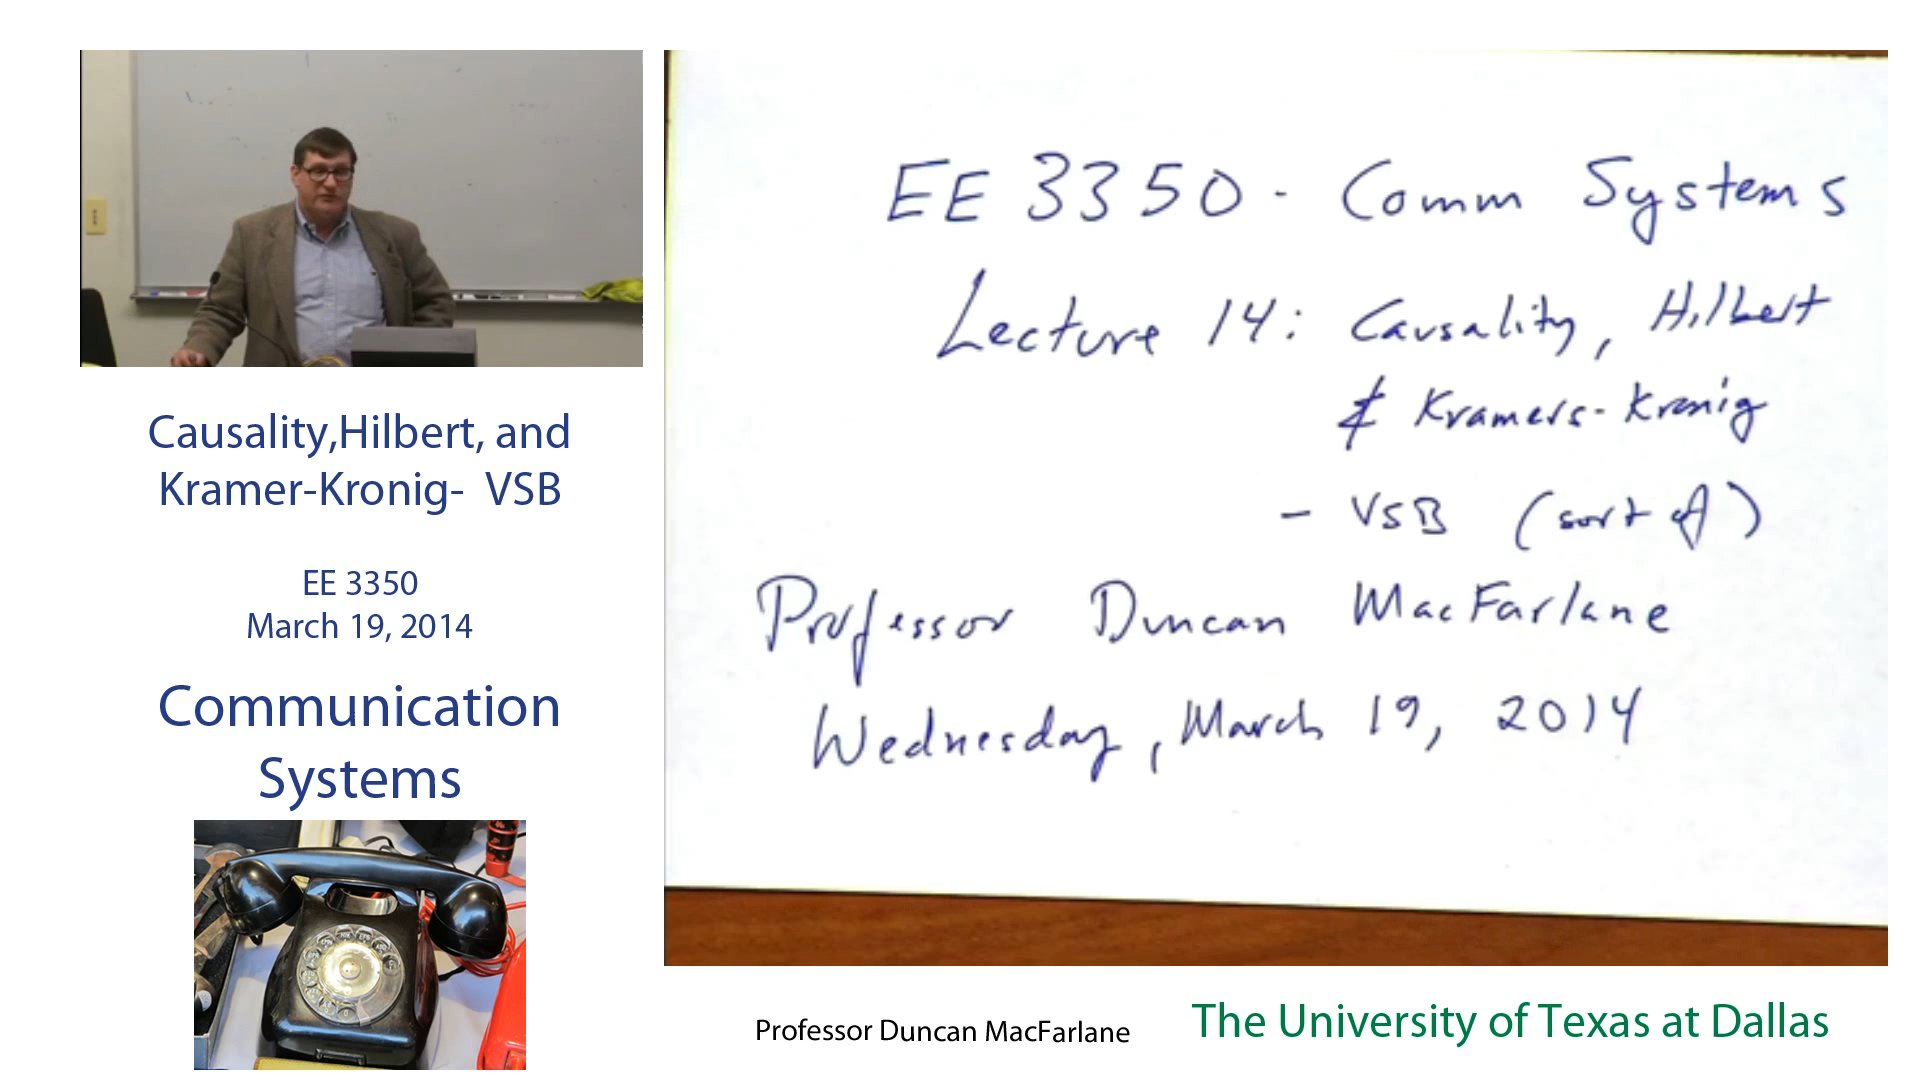 Causality,Hilbert, and
Kramer-Kronig- VSB
EE 3350
March 19, 2014
Communication
Systems
EE 3350 - Comm Systems
Lecture 14: Causality, Hilbert
& Kramers-Kronig
- VSB (sort of)
Professor Duncan MacFarlane
Wednesday, March 19, 2014
Professor Duncan MacFarlane
The University of Texas at Dallas